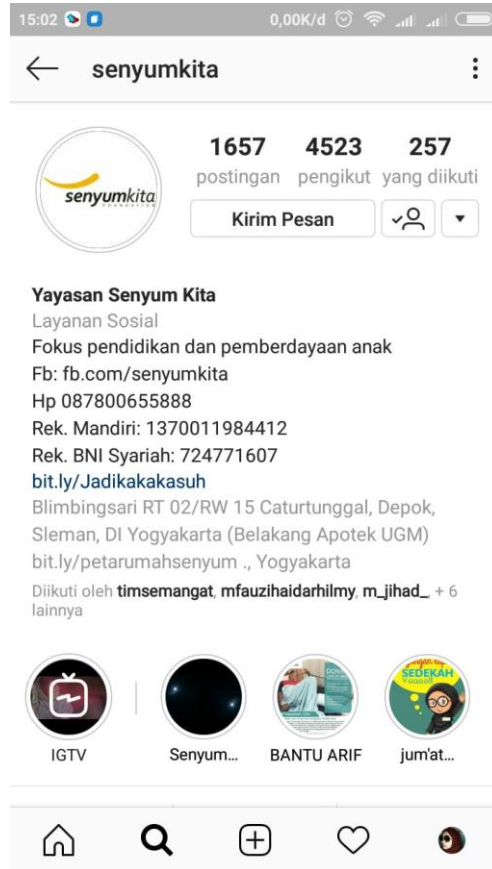 15:02 0,00K/d
senyumkita
senyumkita
FOUNDATION
1657 4523 257
postingan pengikut yang diikuti
Kirim Pesan
Yayasan Senyum Kita
Layanan Sosial
Fokus pendidikan dan pemberdayaan anak
Fb: fb.com/senyumkita
Hp 087800655888
Rek. Mandiri: 1370011984412
Rek. BNI Syariah: 724771607
bit.ly/Jadikakakasuh
Blimbingsari RT 02/RW 15 Caturtunggal, Depok,
Sleman, DI Yogyakarta (Belakang Apotek UGM)
bit.ly/petarumahsenyum ., Yogyakarta
Diikuti oleh timsemangat, mfauzihaidarhilmy, m_jihad_, + 6
lainnya
SEDEKAH
IGTV Senyum... BANTU ARIF jum'at...